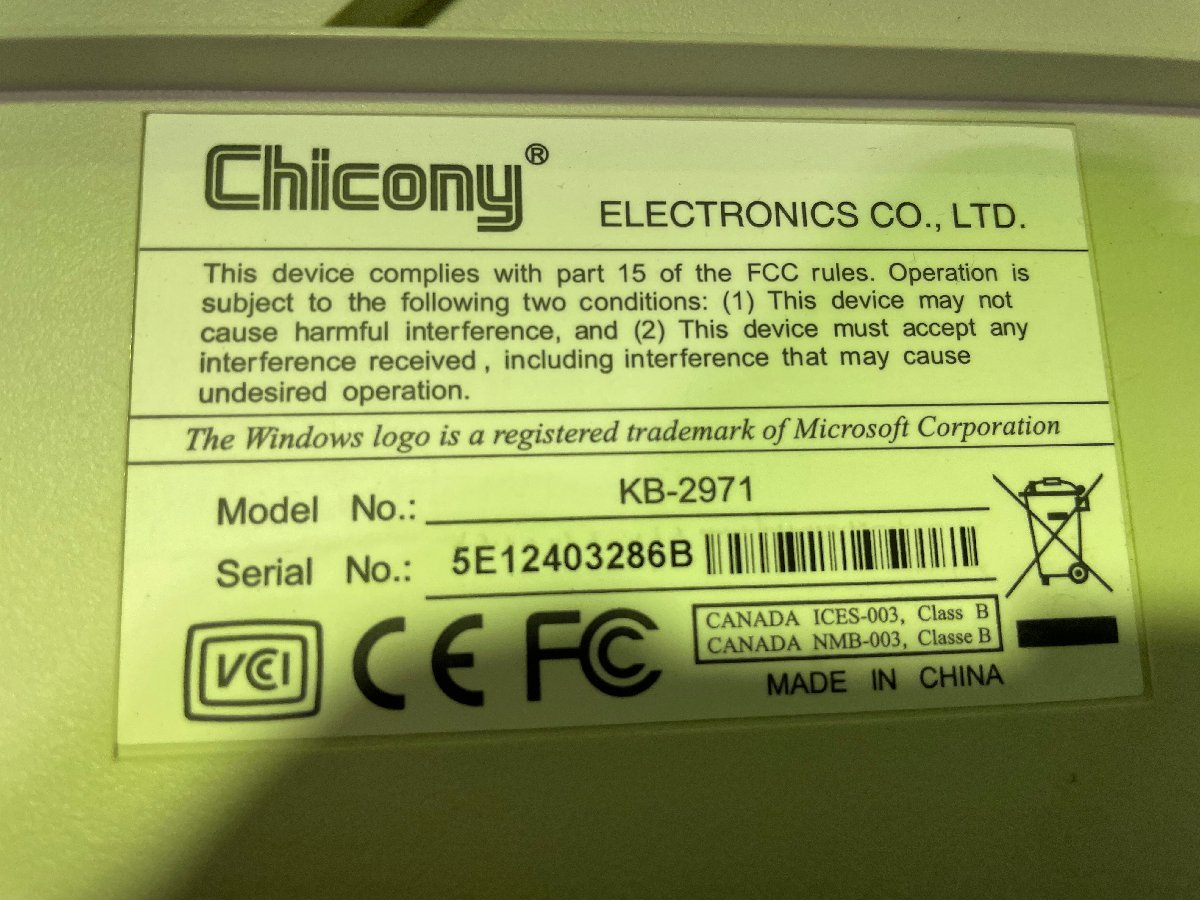 Chicony®
ELECTRONICS CO., LTD.
This device complies with part 15 of the FCC rules. Operation is
subject to the following two conditions: (1) This device may not
cause harmful interference, and (2) This device must accept any
interference received , including interference that may cause
undesired operation.
The Windows logo is a registered trademark of Microsoft Corporation
Model No.: KB-2971
Serial No.: 5E12403286B
VCCI CE FC
CANADA ICES-003, Class B
CANADA NMB-003, Classe B
MADE IN CHINA